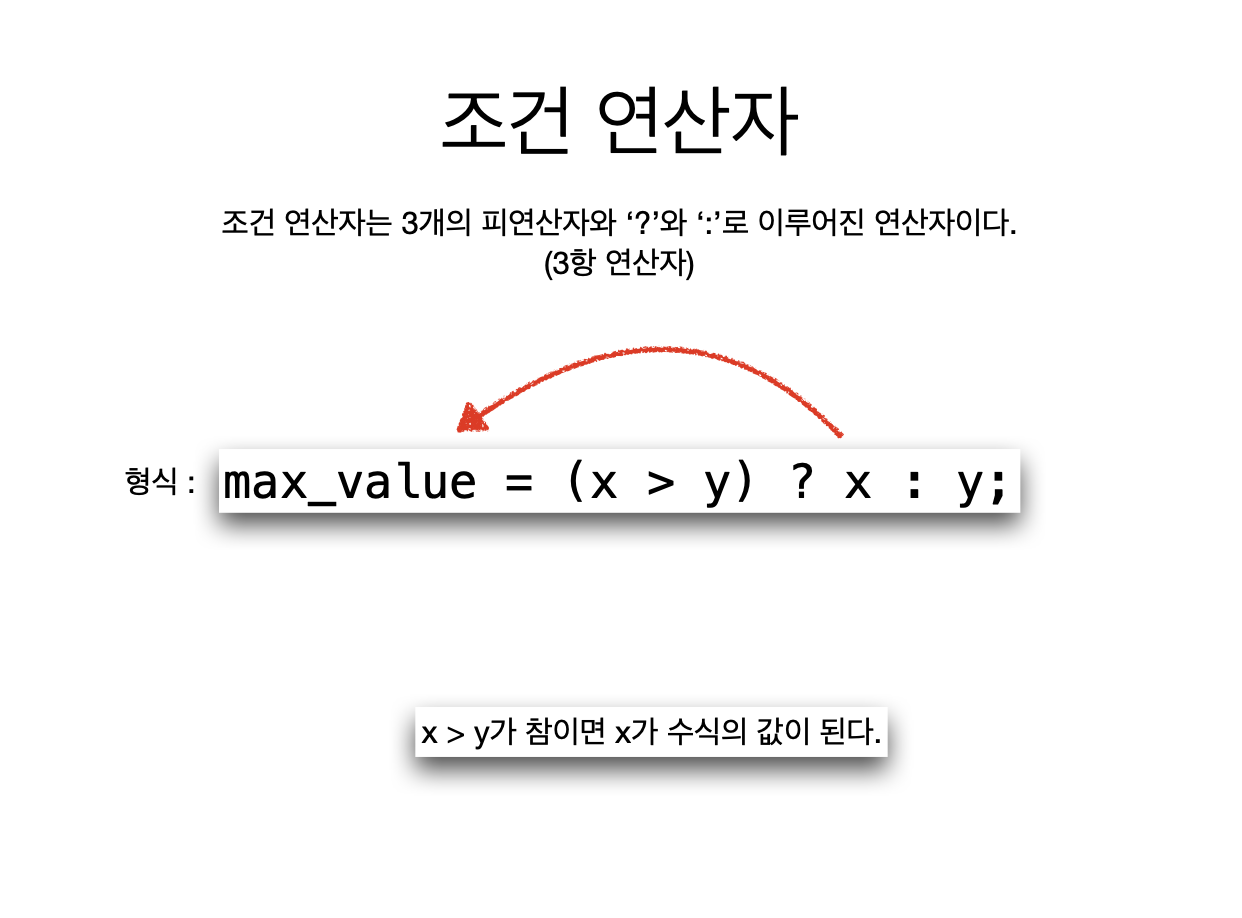 조건 연산자
조건 연산자는 3개의 피연산자와 ‘?’와 ‘:’로 이루어진 연산자이다.
(3항 연산자)
형식 : max_value = (x > y) ? x : y;
x > y가 참이면 x가 수식의 값이 된다.